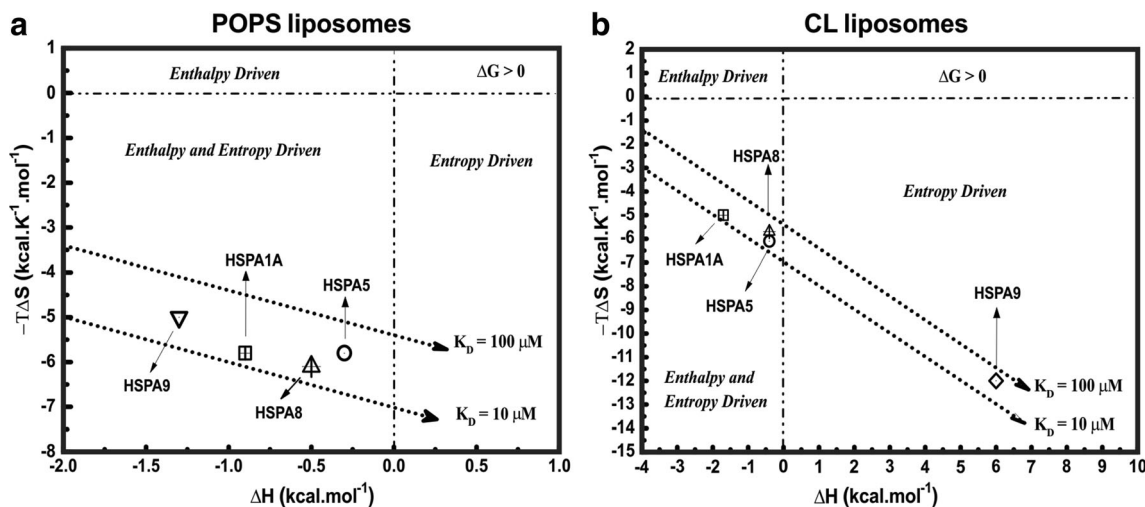 a
POPS liposomes
Enthalpy Driven
ΔG > 0
Enthalpy and Entropy Driven
Entropy Driven
HSPA1A
HSPA5
HSPA9
HSPA8
K_D = 100 μM
K_D = 10 μM
−TΔS (kcal.K⁻¹.mol⁻¹)
1
0
-1
-2
-3
-4
-5
-6
-7
-8
-2.0 -1.5 -1.0 -0.5 0.0 0.5 1.0
ΔH (kcal.mol⁻¹)
b
CL liposomes
Enthalpy Driven
ΔG > 0
HSPA8
Entropy Driven
HSPA1A
HSPA5
HSPA9
Enthalpy and
Entropy Driven
K_D = 100 μM
K_D = 10 μM
−TΔS (kcal.K⁻¹.mol⁻¹)
2
1
0
-1
-2
-3
-4
-5
-6
-7
-8
-9
-10
-11
-12
-13
-14
-15
-4 -3 -2 -1 0 1 2 3 4 5 6 7 8 9 10
ΔH (kcal.mol⁻¹)